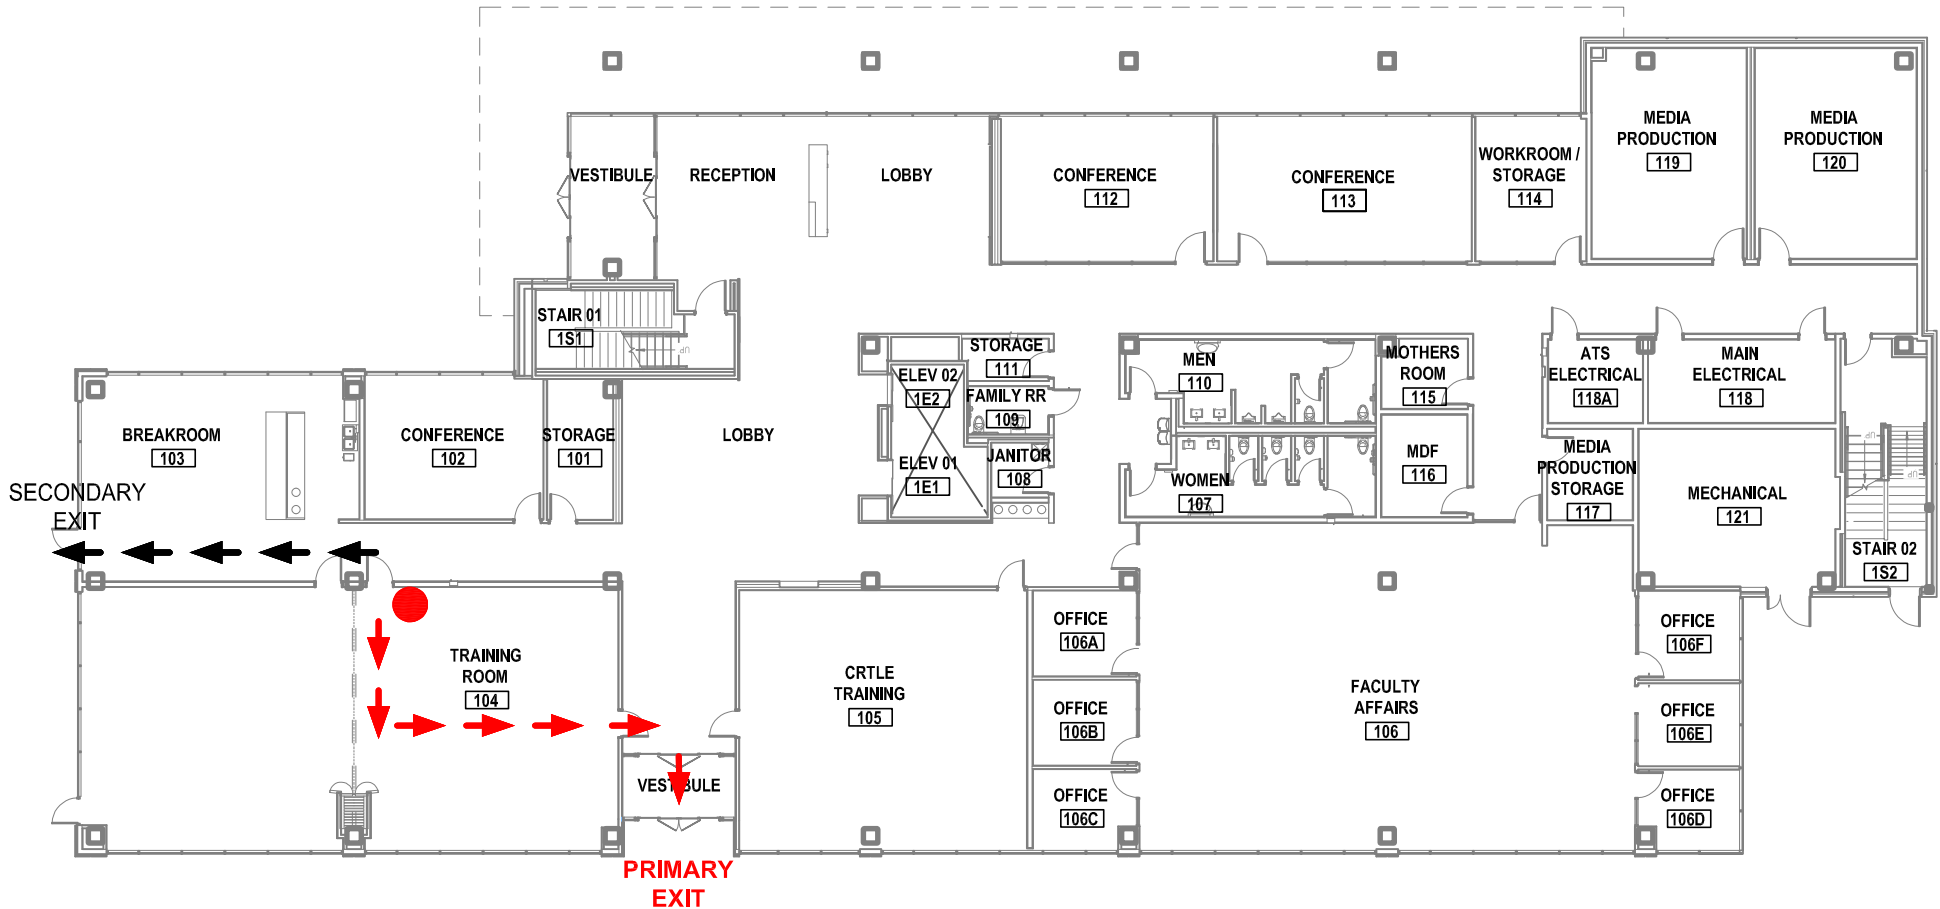 MEDIA
PRODUCTION
119
MEDIA
PRODUCTION
120
VESTIBULE
RECEPTION
LOBBY
CONFERENCE
112
CONFERENCE
113
WORKROOM /
STORAGE
114
STAIR 01
1S1
UP
STORAGE
111
ELEV 02
1E2
FAMILY RR
109
MEN
110
MOTHERS
ROOM
115
ATS
ELECTRICAL
118A
MAIN
ELECTRICAL
118
BREAKROOM
103
CONFERENCE
102
STORAGE
101
LOBBY
ELEV 01
1E1
JANITOR
108
WOMEN
107
MDF
116
MEDIA
PRODUCTION
STORAGE
117
MECHANICAL
121
UP
UP
STAIR 02
1S2
SECONDARY
EXIT
TRAINING
ROOM
104
CRTLE
TRAINING
105
OFFICE
106A
OFFICE
106B
OFFICE
106C
FACULTY
AFFAIRS
106
OFFICE
106F
OFFICE
106E
OFFICE
106D
VESTIBULE
PRIMARY
EXIT